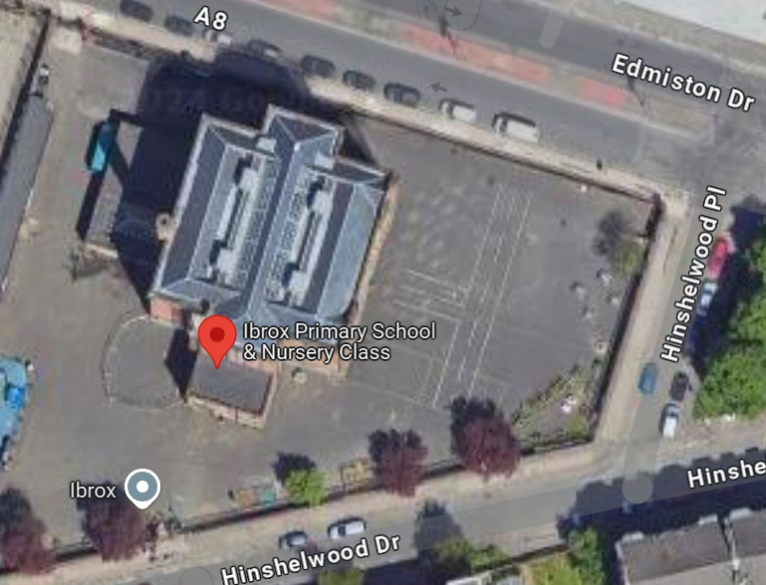 A8
Edmiston Dr
Hinshelwood Pl
Ibrox Primary School
& Nursery Class
Ibrox
Hinshe
Hinshelwood Dr